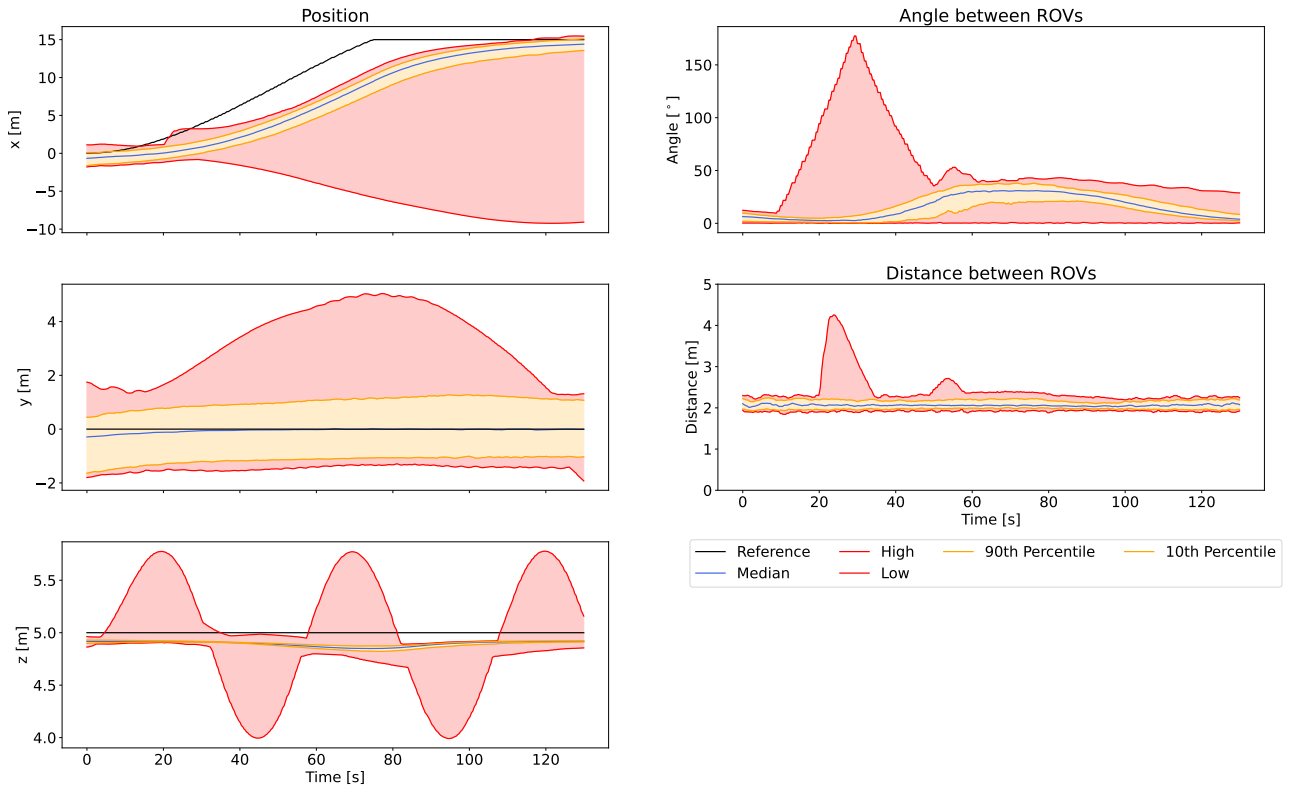 Position
x [m]
15
10
5
0
−5
−10
y [m]
4
2
0
−2
z [m]
5.5
5.0
4.5
4.0
0 20 40 60 80 100 120
Time [s]
Angle between ROVs
Angle [°]
150
100
50
0
Distance between ROVs
Distance [m]
5
4
3
2
1
0
0 20 40 60 80 100 120
Time [s]
Reference High 90th Percentile 10th Percentile
Median Low